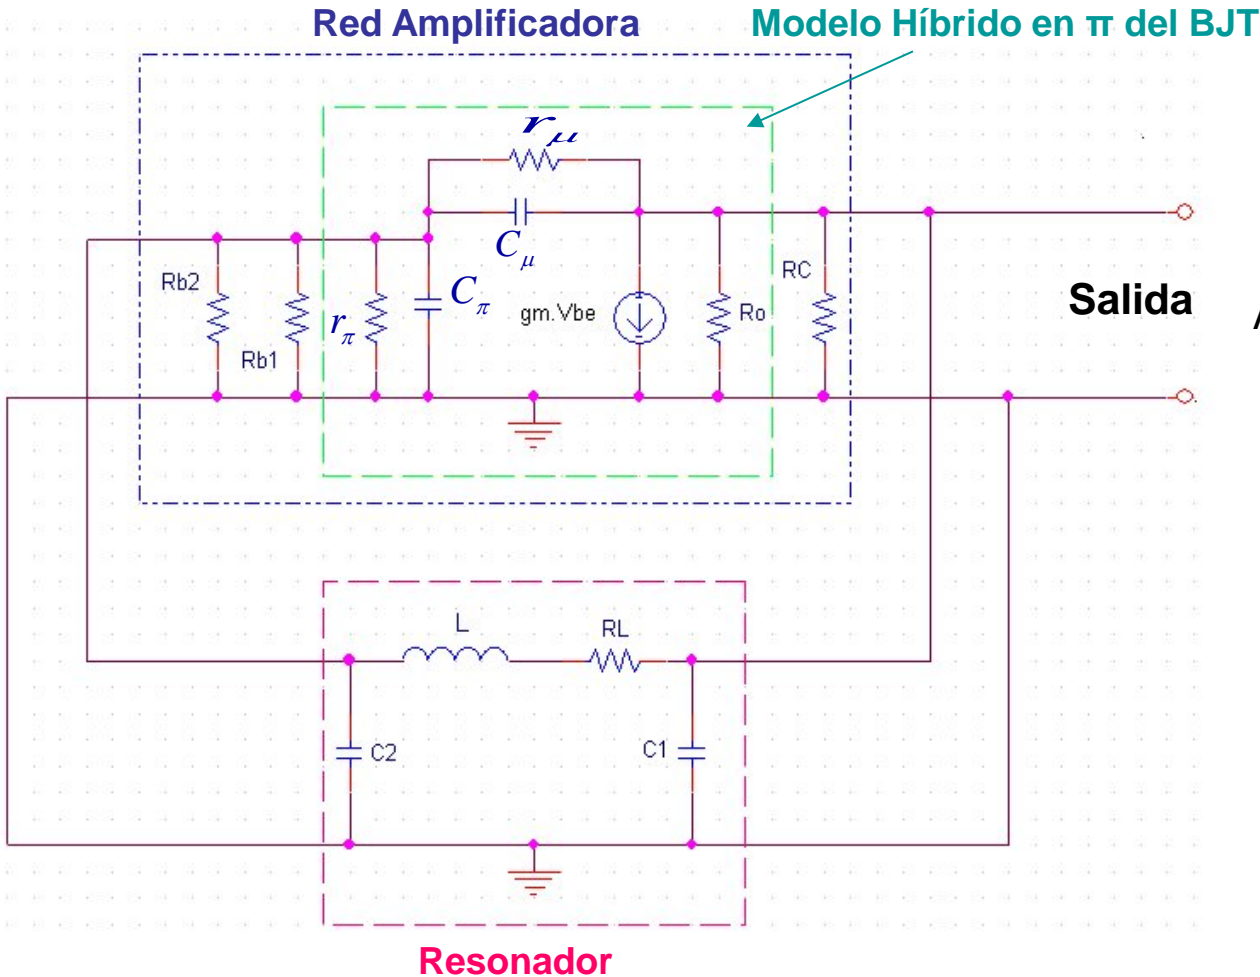 Red Amplificadora
Modelo Híbrido en π del BJT
rμ
Cμ
Rb2
Rb1
rπ
Cπ
gm.Vbe
Ro
RC
Salida
L
RL
C2
C1
Resonador